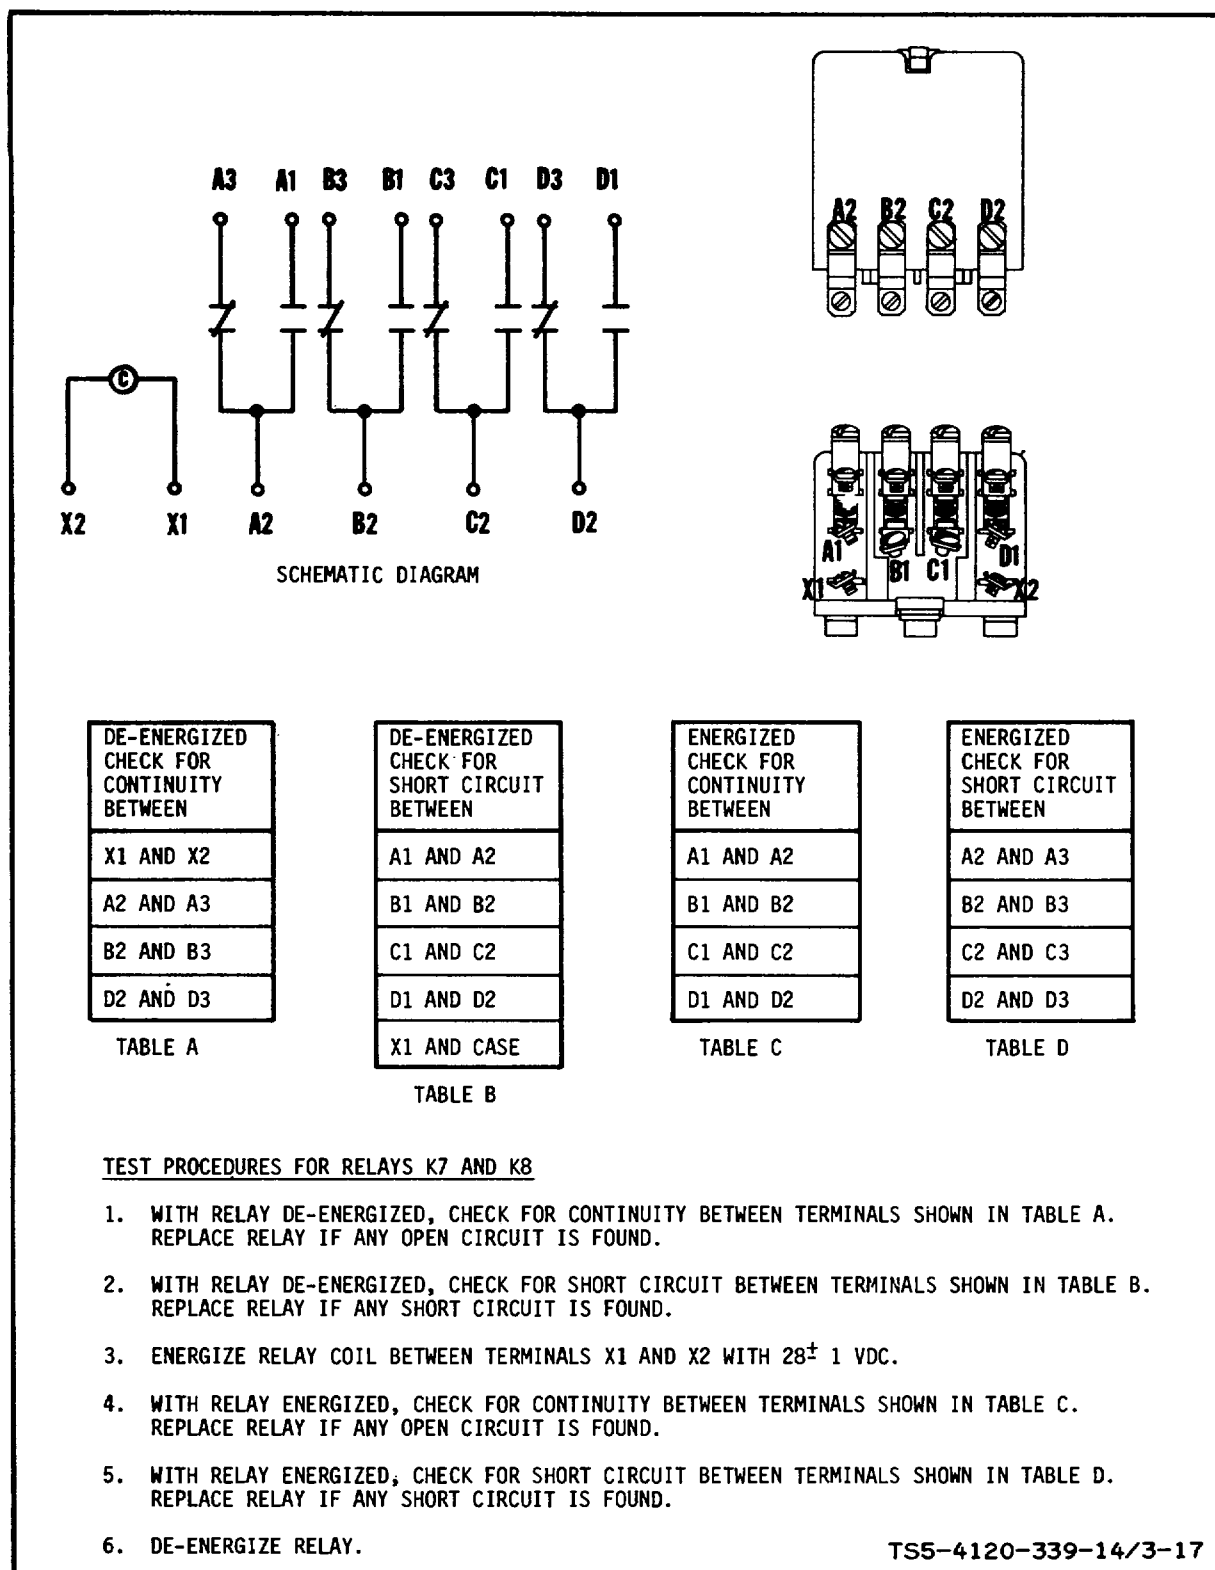 A3 A1 B3 B1 C3 C1 D3 D1
C
X2 X1 A2 B2 C2 D2
SCHEMATIC DIAGRAM
A2 B2 C2 D2
A1 B1 C1 D1
X1 X2
DE-ENERGIZED
CHECK FOR
CONTINUITY
BETWEEN
X1 AND X2
A2 AND A3
B2 AND B3
D2 AND D3
TABLE A
DE-ENERGIZED
CHECK FOR
SHORT CIRCUIT
BETWEEN
A1 AND A2
B1 AND B2
C1 AND C2
D1 AND D2
X1 AND CASE
TABLE B
ENERGIZED
CHECK FOR
CONTINUITY
BETWEEN
A1 AND A2
B1 AND B2
C1 AND C2
D1 AND D2
TABLE C
ENERGIZED
CHECK FOR
SHORT CIRCUIT
BETWEEN
A2 AND A3
B2 AND B3
C2 AND C3
D2 AND D3
TABLE D
TEST PROCEDURES FOR RELAYS K7 AND K8
1. WITH RELAY DE-ENERGIZED, CHECK FOR CONTINUITY BETWEEN TERMINALS SHOWN IN TABLE A.
REPLACE RELAY IF ANY OPEN CIRCUIT IS FOUND.
2. WITH RELAY DE-ENERGIZED, CHECK FOR SHORT CIRCUIT BETWEEN TERMINALS SHOWN IN TABLE B.
REPLACE RELAY IF ANY SHORT CIRCUIT IS FOUND.
3. ENERGIZE RELAY COIL BETWEEN TERMINALS X1 AND X2 WITH 28± 1 VDC.
4. WITH RELAY ENERGIZED, CHECK FOR CONTINUITY BETWEEN TERMINALS SHOWN IN TABLE C.
REPLACE RELAY IF ANY OPEN CIRCUIT IS FOUND.
5. WITH RELAY ENERGIZED, CHECK FOR SHORT CIRCUIT BETWEEN TERMINALS SHOWN IN TABLE D.
REPLACE RELAY IF ANY SHORT CIRCUIT IS FOUND.
6. DE-ENERGIZE RELAY.
TS5-4120-339-14/3-17